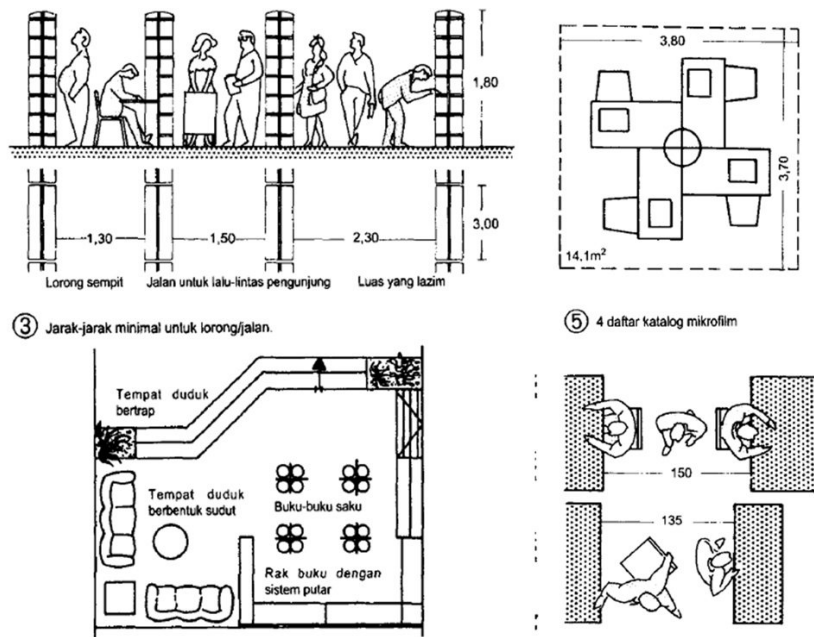 1,80
3,00
1,30
1,50
2,30
Lorong sempit
Jalan untuk lalu-lintas pengunjung
Luas yang lazim
③ Jarak-jarak minimal untuk lorong/jalan.
3,80
3,70
14.1m²
⑤ 4 daftar katalog mikrofilm
Tempat duduk
bertrap
Tempat duduk
berbentuk sudut
Buku-buku saku
Rak buku dengan
sistem putar
150
135